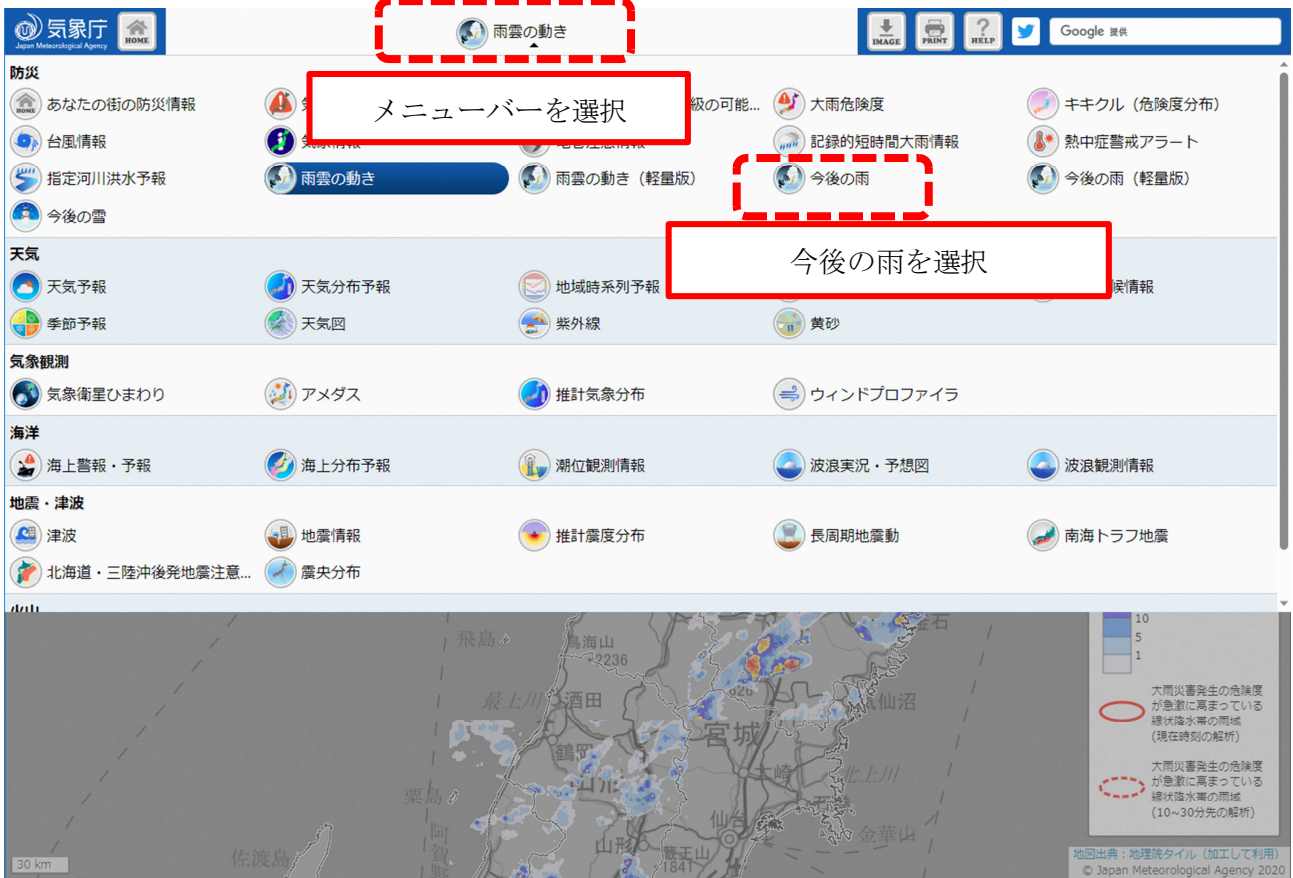 気象庁
Japan Meteorological Agency
HOME
雨雲の動き
IMAGE
PRINT
HELP
Google 提供
防災
メニューバーを選択
あなたの街の防災情報
級の可能...
大雨危険度
キキクル（危険度分布）
台風情報
記録的短時間大雨情報
熱中症警戒アラート
指定河川洪水予報
雨雲の動き
雨雲の動き（軽量版）
今後の雨
今後の雨（軽量版）
今後の雪
今後の雨を選択
天気
天気予報
天気分布予報
地域時系列予報
候情報
季節予報
天気図
紫外線
黄砂
気象観測
気象衛星ひまわり
アメダス
推計気象分布
ウィンドプロファイラ
海洋
海上警報・予報
海上分布予報
潮位観測情報
波浪実況・予想図
波浪観測情報
地震・津波
津波
地震情報
推計震度分布
長周期地震動
南海トラフ地震
北海道・三陸沖後発地震注意...
震央分布
10
5
1
飛島
鳥海山
2236
釜石
最上川
酒田
626
気仙沼
宮城
鶴岡
大崎
北上川
山形
粟島
仙台
石巻
金華山
山形
蔵王山
1841
佐渡島
阿賀
大雨災害発生の危険度
が急激に高まっている
線状降水帯の雨域
(現在時刻の解析)
大雨災害発生の危険度
が急激に高まっている
線状降水帯の雨域
(10~30分先の解析)
30 km
地図出典：地理院タイル（加工して利用）
© Japan Meteorological Agency 2020